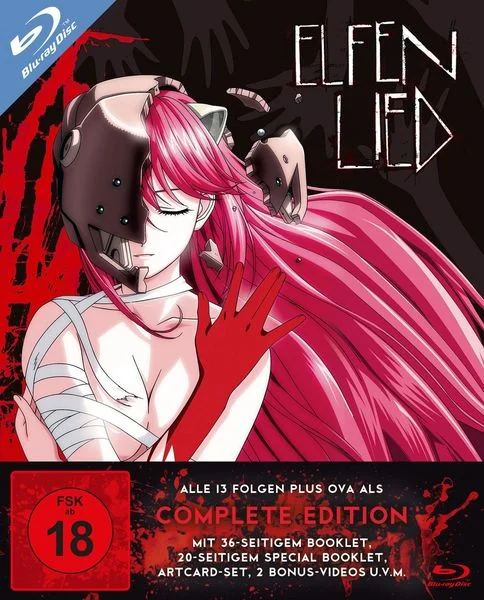 Blu-ray Disc™
ELFEN
LIED
FSK
ab
18
ALLE 13 FOLGEN PLUS OVA ALS
COMPLETE EDITION
MIT 36-SEITIGEM BOOKLET,
20-SEITIGEM SPECIAL BOOKLET,
ARTCARD-SET, 2 BONUS-VIDEOS U.V.M.
Blu-ray Disc